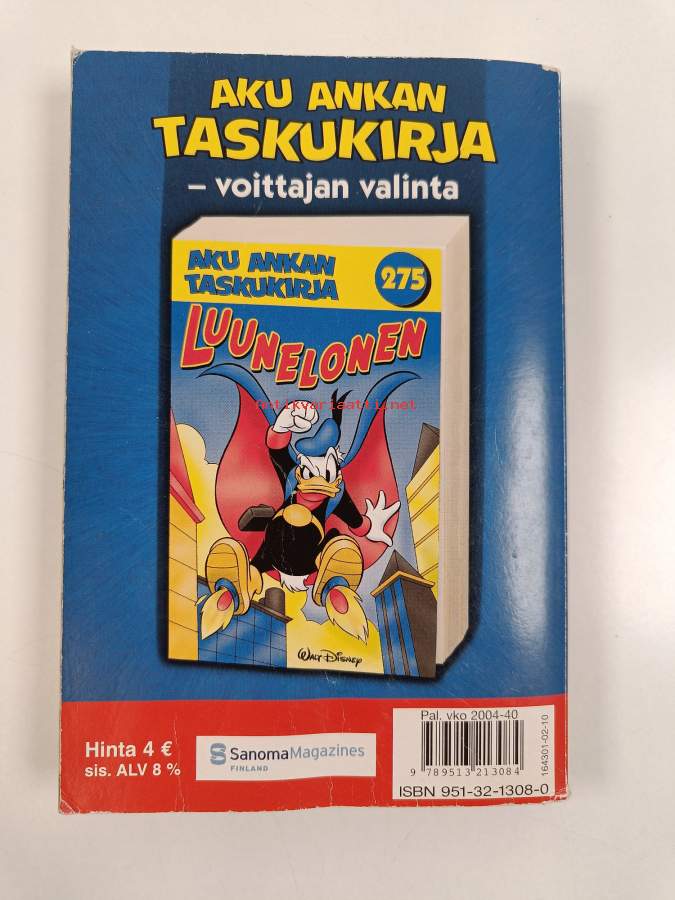 AKU ANKAN
TASKUKIRJA
– voittajan valinta
AKU ANKAN
TASKUKIRJA
275
LUUNELONEN
antikvariaatti.net
WALT DISNEY
Hinta 4 €
sis. ALV 8 %
SanomaMagazines
FINLAND
Pal. vko 2004-40
9 789513 213084
ISBN 951-32-1308-0
164301-02-10